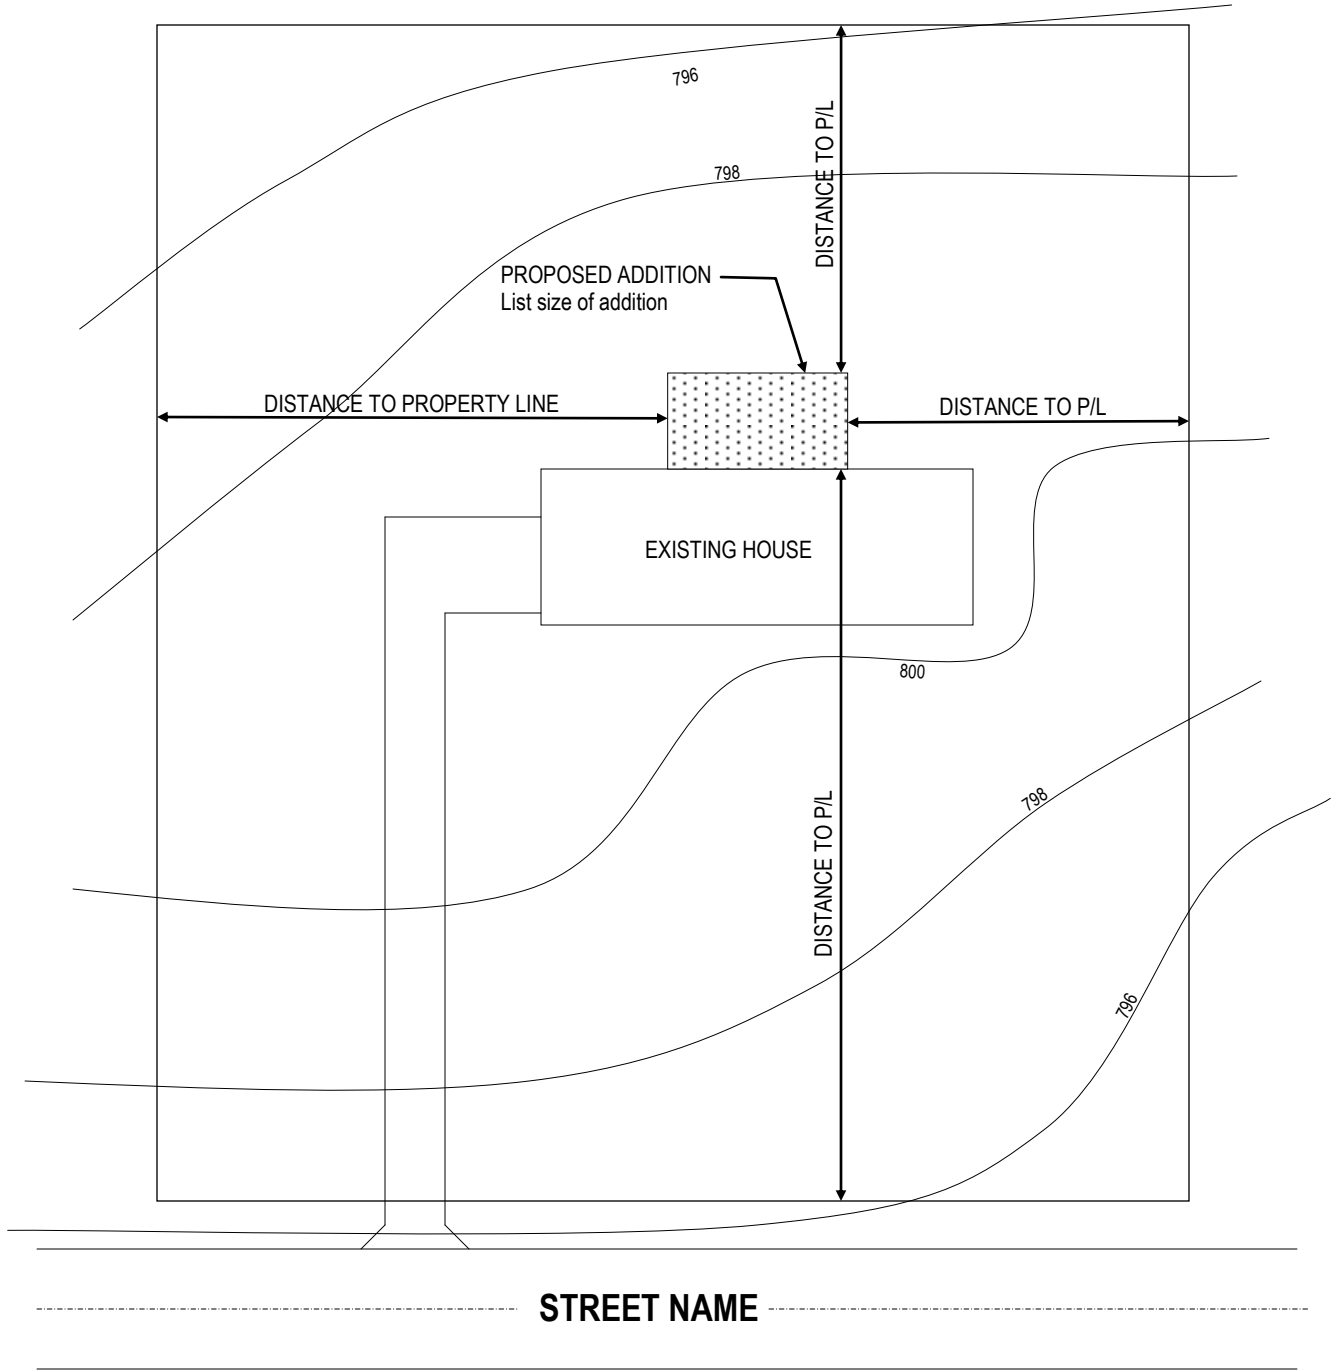 796
798
DISTANCE TO P/L
PROPOSED ADDITION
List size of addition
DISTANCE TO PROPERTY LINE
DISTANCE TO P/L
EXISTING HOUSE
800
798
DISTANCE TO P/L
796
STREET NAME